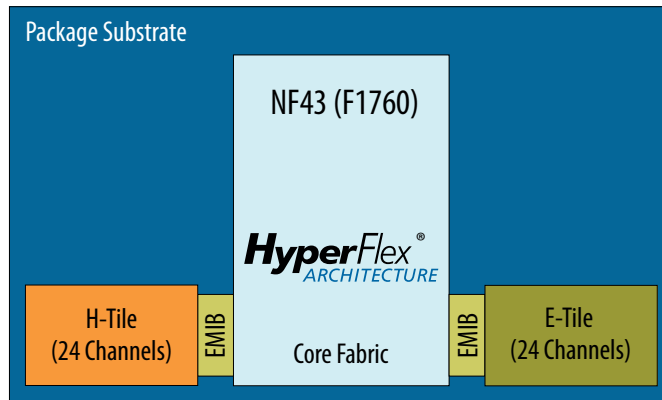 Package Substrate
NF43 (F1760)
HyperFlex®
ARCHITECTURE
H-Tile
(24 Channels)
EMIB
Core Fabric
EMIB
E-Tile
(24 Channels)